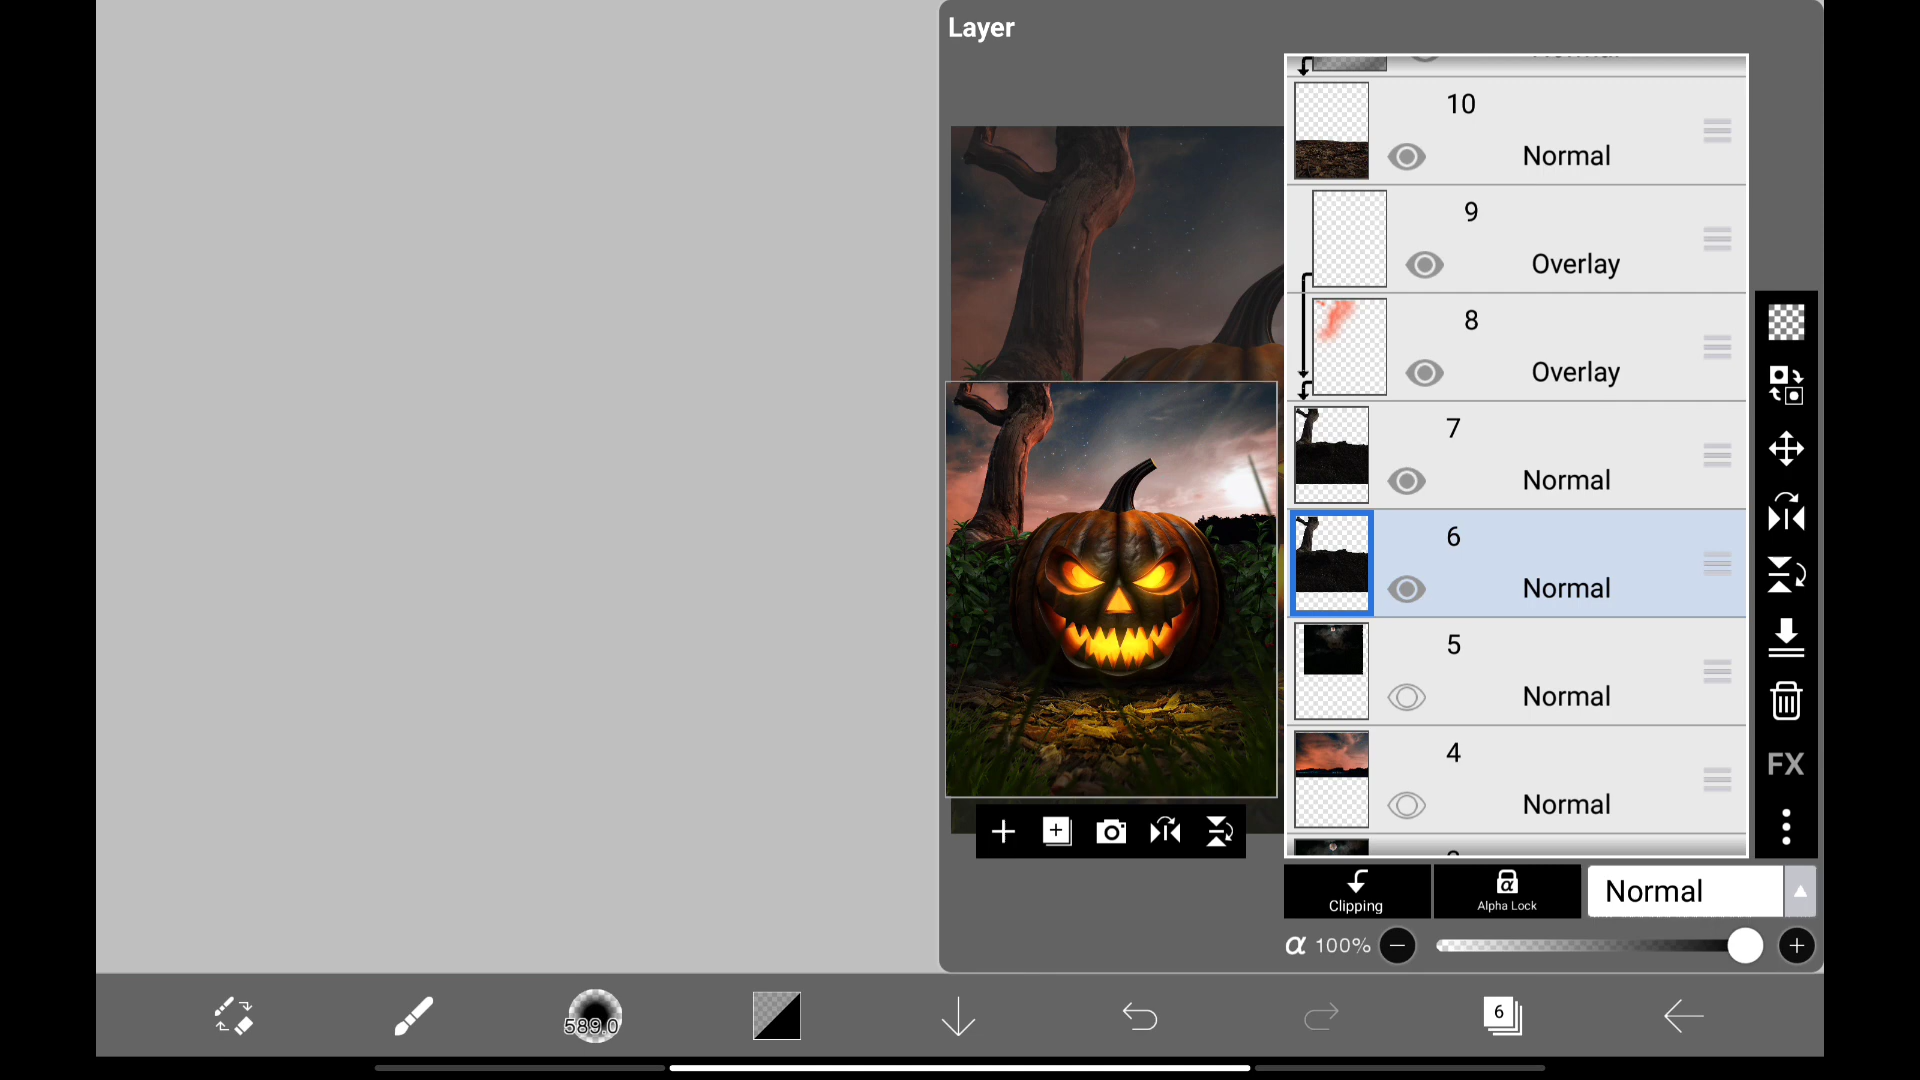 Layer
Normal
10
Normal
9
Overlay
8
Overlay
7
Normal
6
Normal
5
Normal
4
Normal
FX
Clipping
α
Alpha Lock
Normal
α 100%
589.0
6